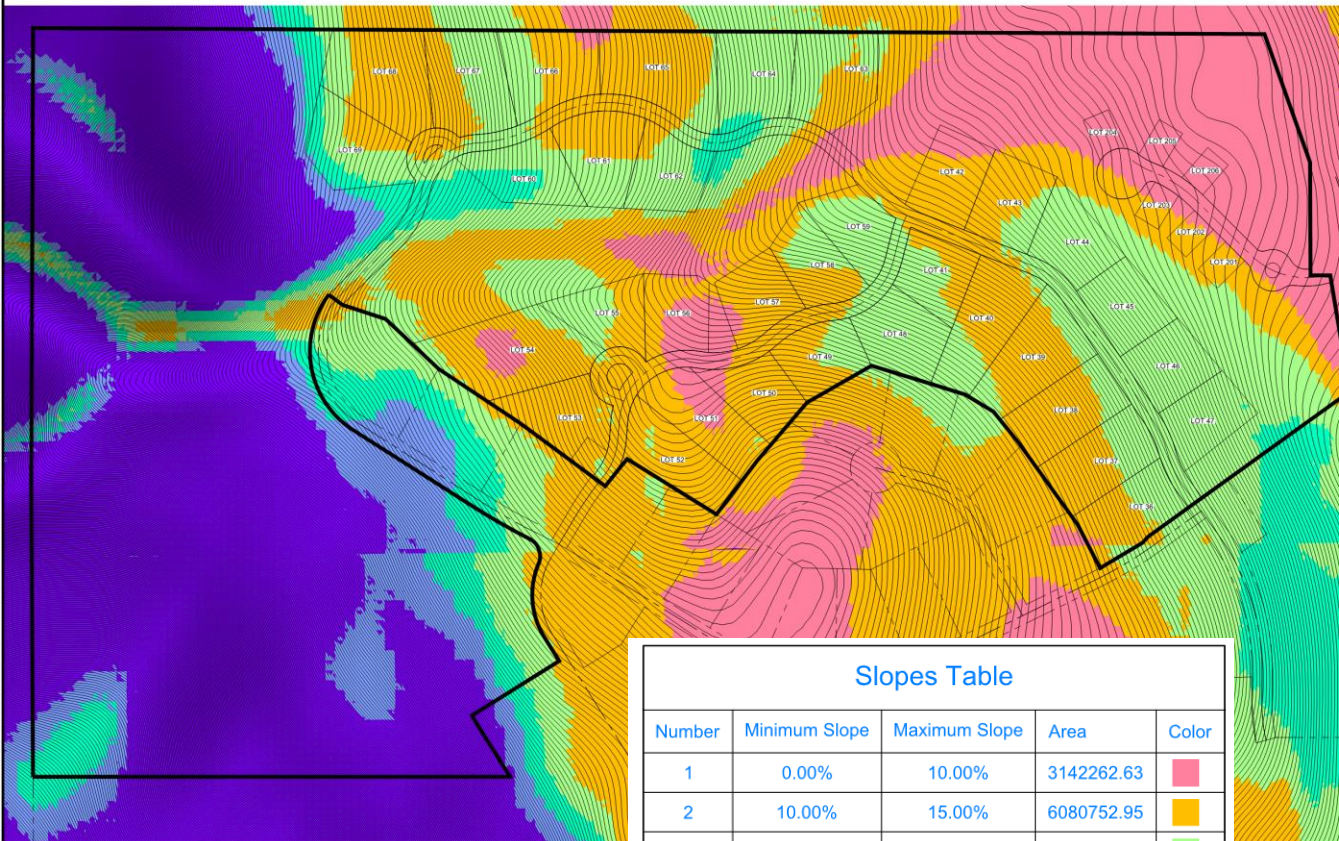 LOT 68
LOT 67
LOT 66
LOT 65
LOT 64
LOT 63
LOT 69
LOT 61
LOT 60
LOT 62
LOT 204
LOT 205
LOT 206
LOT 42
LOT 43
LOT 203
LOT 202
LOT 201
LOT 59
LOT 44
LOT 58
LOT 41
LOT 57
LOT 45
LOT 55
LOT 56
LOT 40
LOT 48
LOT 54
LOT 49
LOT 39
LOT 46
LOT 50
LOT 53
LOT 51
LOT 38
LOT 47
LOT 52
LOT 37
LOT 36
Slopes Table
Number Minimum Slope Maximum Slope Area Color
1 0.00% 10.00% 3142262.63
2 10.00% 15.00% 6080752.95